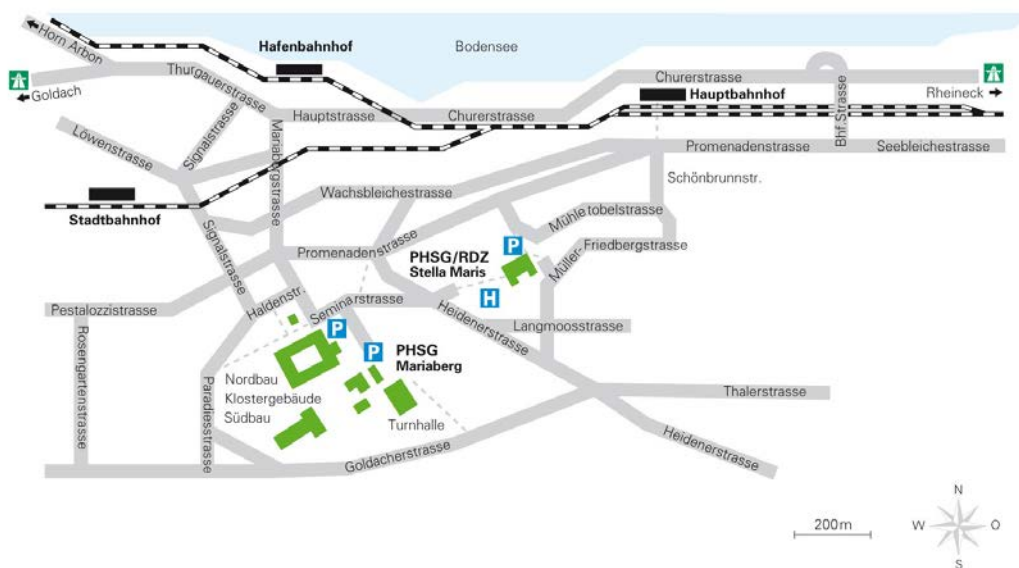 Horn Arbon
Hafenbahnhof
Bodensee
Thurgauerstrasse
Goldach
Churerstrasse
Hauptbahnhof
Rheineck
Signalstrasse
Mariabergstrasse
Hauptstrasse
Churerstrasse
Bhf.Strasse
Löwenstrasse
Promenadenstrasse
Seebleichestrasse
Schönbrunnstr.
Wachsbleichestrasse
Stadtbahnhof
Mühletobelstrasse
Signalstrasse
Promenadenstrasse
P
PHSG/RDZ
Stella Maris
Müller-Friedbergstrasse
H
Haldenstr.
Seminarstrasse
Pestalozzistrasse
Heidenerstrasse
Langmoosstrasse
P
P
PHSG
Mariaberg
Rosengartenstrasse
Paradiesstrasse
Nordbau
Klostergebäude
Südbau
Turnhalle
Thalerstrasse
Goldacherstrasse
Heidenerstrasse
200m
N
W
O
S